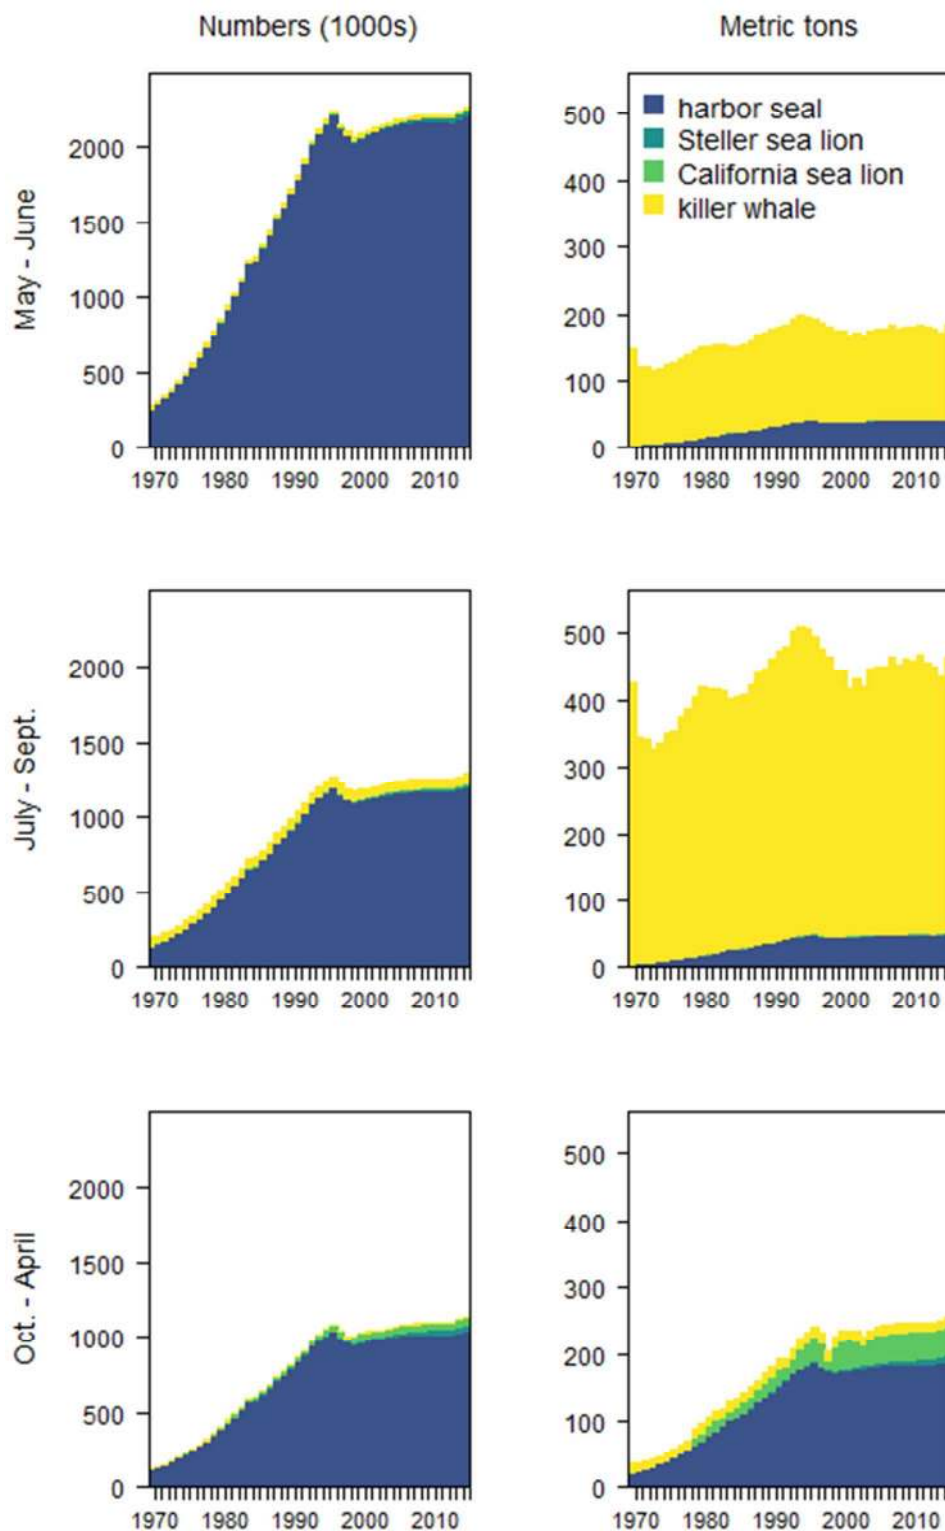 Numbers (1000s)
Metric tons
May - June
2000
1500
1000
500
0
1970 1980 1990 2000 2010
500
400
300
200
100
0
harbor seal
Steller sea lion
California sea lion
killer whale
1970 1980 1990 2000 2010
July - Sept.
2000
1500
1000
500
0
1970 1980 1990 2000 2010
500
400
300
200
100
0
1970 1980 1990 2000 2010
Oct. - April
2000
1500
1000
500
0
1970 1980 1990 2000 2010
500
400
300
200
100
0
1970 1980 1990 2000 2010